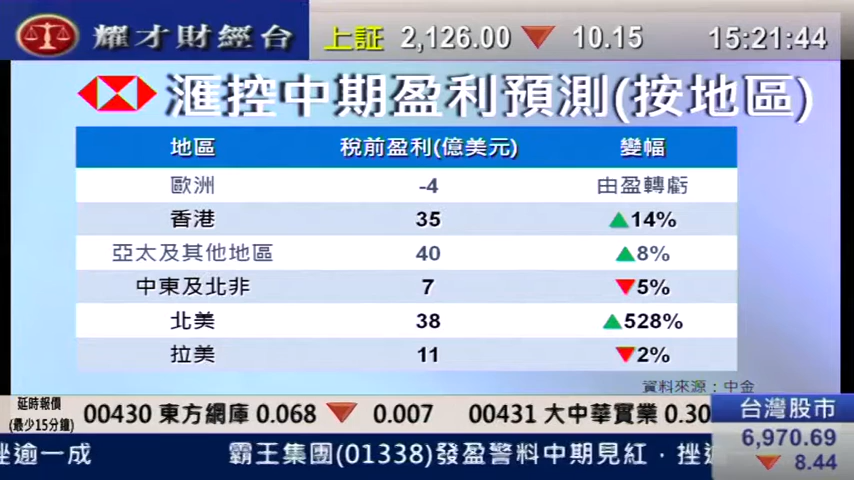 耀才財經台 上証 2,126.00 10.15 15:21:44
滙控中期盈利預測(按地區)
地區 稅前盈利(億美元) 變幅
歐洲 -4 由盈轉虧
香港 35 14%
亞太及其他地區 40 8%
中東及北非 7 5%
北美 38 528%
拉美 11 2%
資料來源：中金
延時報價
(最少15分鐘)
00430 東方網庫 0.068 0.007 00431 大中華實業 0.30
台灣股市
6,970.69
8.44
挫逾一成 霸王集團(01338)發盈警料中期見紅，挫逾